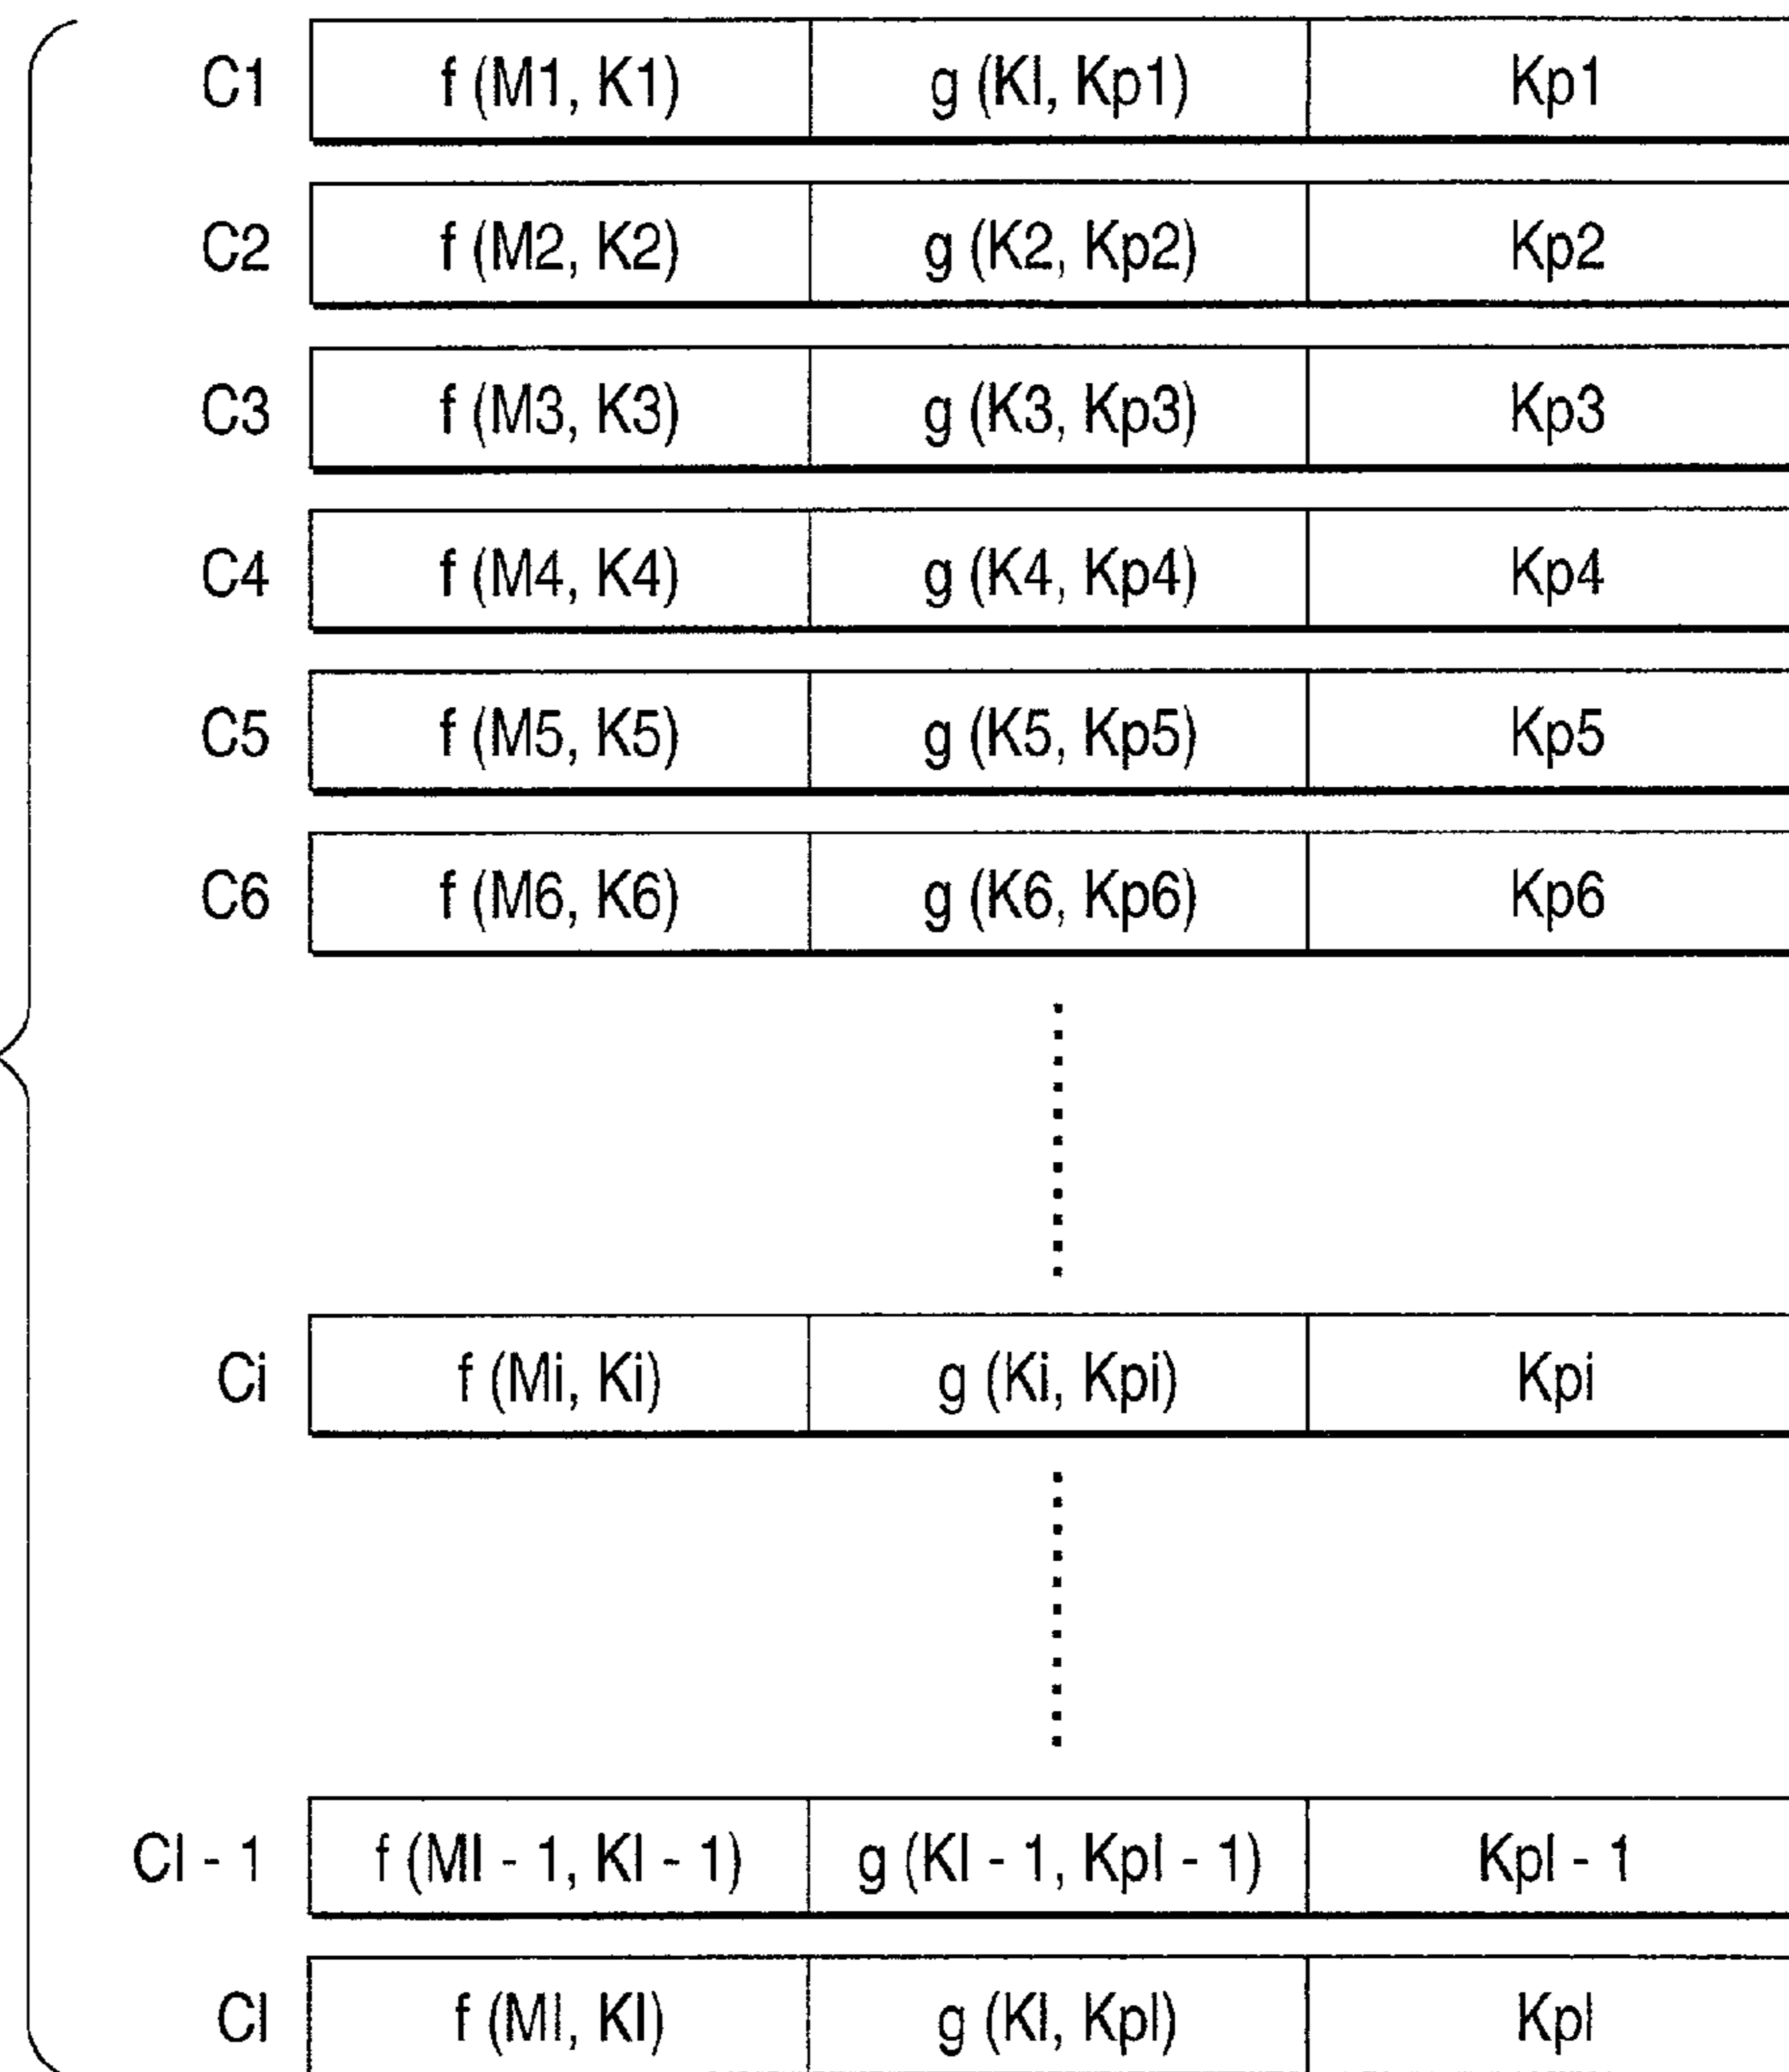 C1 f (M1, K1) g (Kl, Kp1) Kp1
C2 f (M2, K2) g (K2, Kp2) Kp2
C3 f (M3, K3) g (K3, Kp3) Kp3
C4 f (M4, K4) g (K4, Kp4) Kp4
C5 f (M5, K5) g (K5, Kp5) Kp5
C6 f (M6, K6) g (K6, Kp6) Kp6
Ci f (Mi, Ki) g (Ki, Kpi) Kpi
Cl - 1 f (Ml - 1, Kl - 1) g (Kl - 1, Kpl - 1) Kpl - 1
Cl f (Ml, Kl) g (Kl, Kpl) Kpl